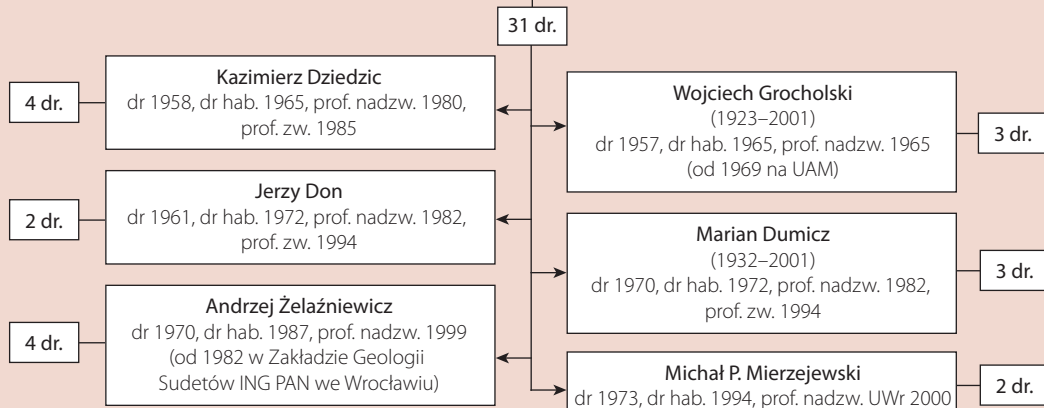 31 dr.
4 dr.
Kazimierz Dziedzic
dr 1958, dr hab. 1965, prof. nadzw. 1980,
prof. zw. 1985
Wojciech Grocholski
(1923–2001)
dr 1957, dr hab. 1965, prof. nadzw. 1965
(od 1969 na UAM)
3 dr.
2 dr.
Jerzy Don
dr 1961, dr hab. 1972, prof. nadzw. 1982,
prof. zw. 1994
Marian Dumicz
(1932–2001)
dr 1970, dr hab. 1972, prof. nadzw. 1982,
prof. zw. 1994
3 dr.
4 dr.
Andrzej Żelaźniewicz
dr 1970, dr hab. 1987, prof. nadzw. 1999
(od 1982 w Zakładzie Geologii
Sudetów ING PAN we Wrocławiu)
Michał P. Mierzejewski
dr 1973, dr hab. 1994, prof. nadzw. UWr 2000
2 dr.